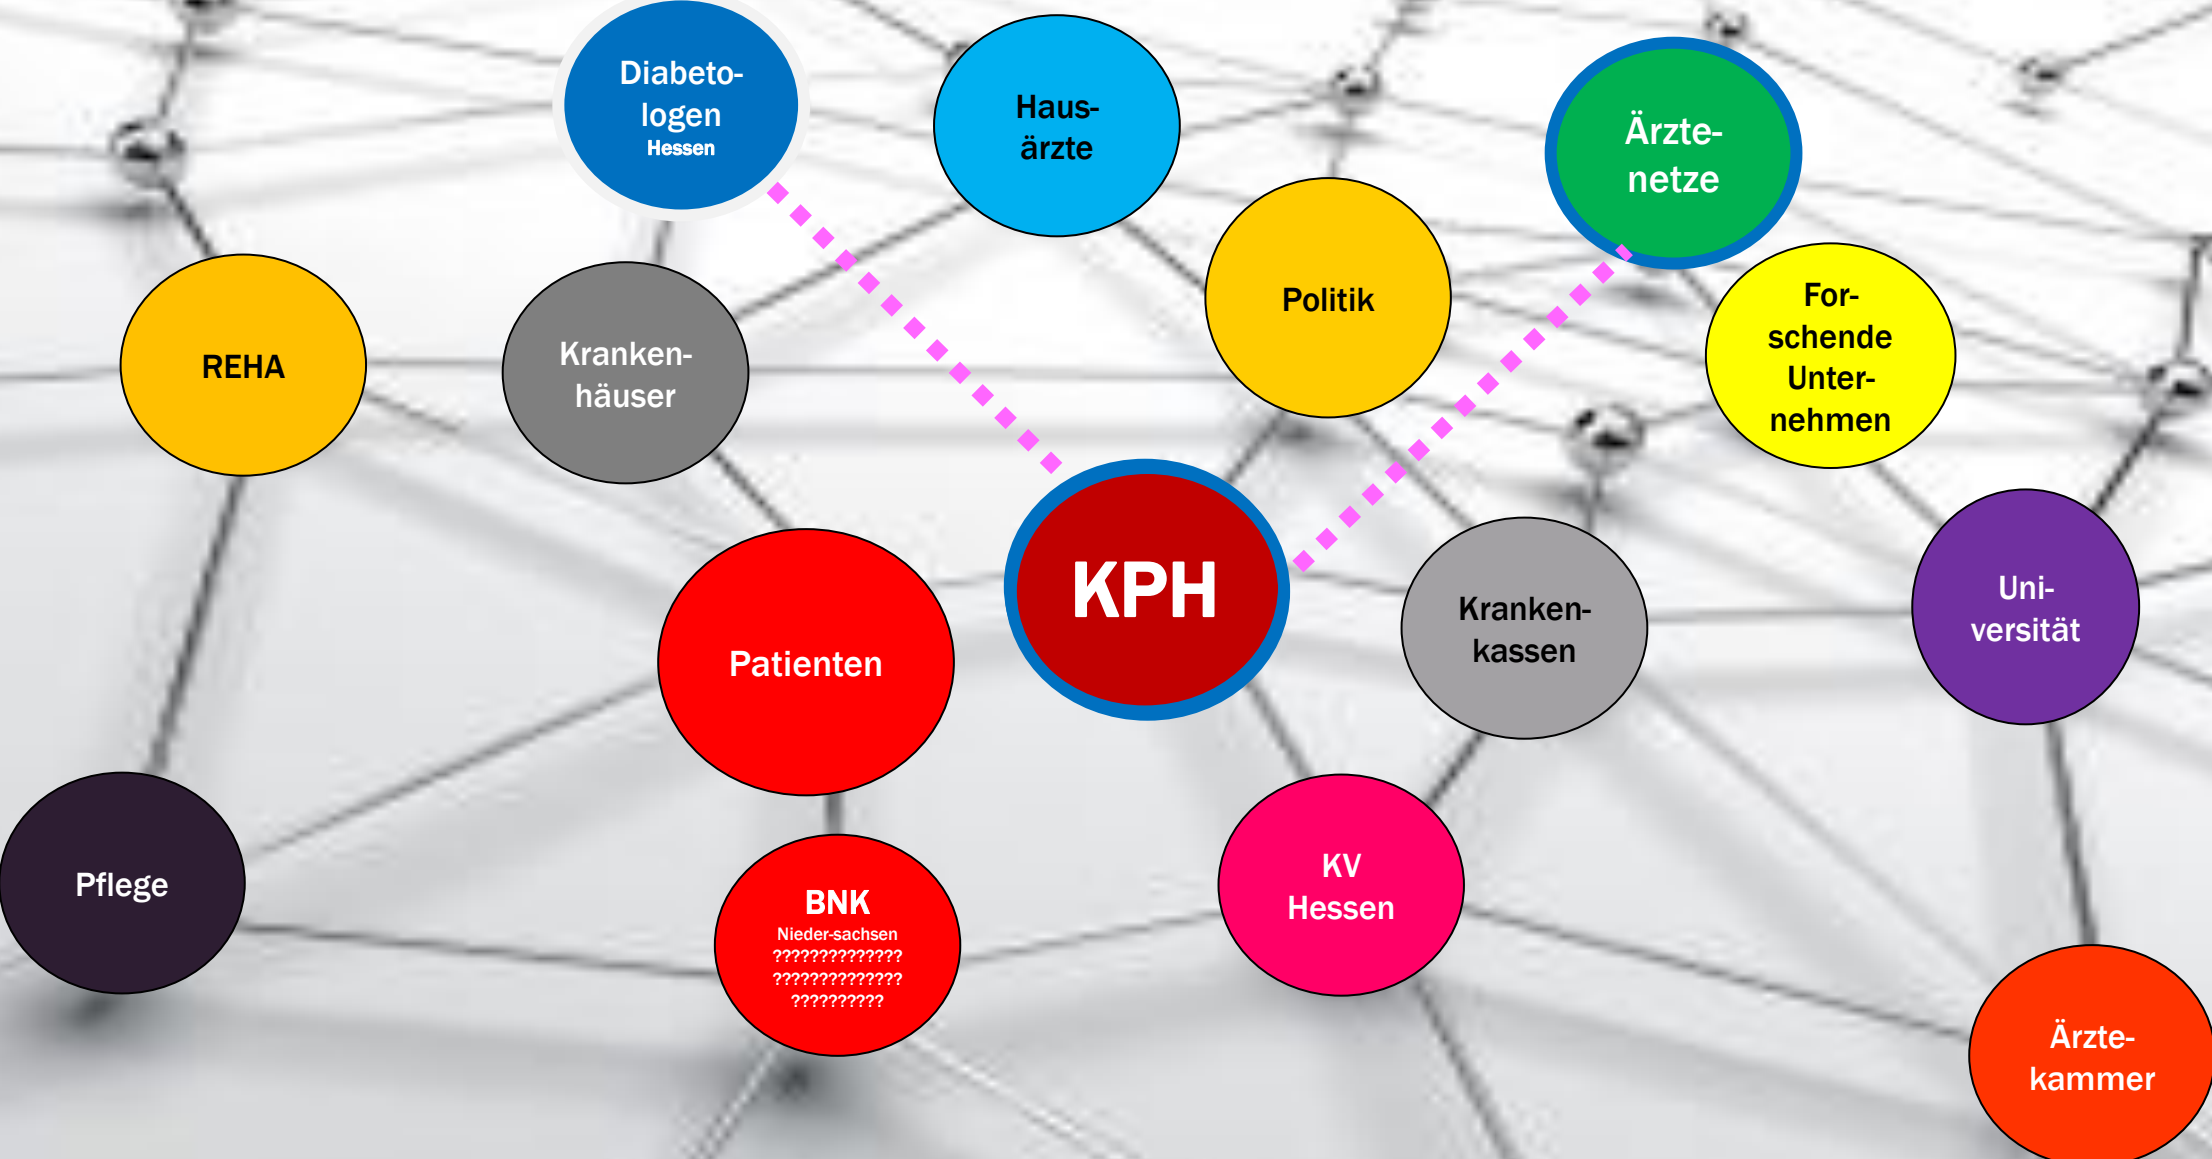 Diabeto-
logen
Hessen
Haus-
ärzte
Ärzte-
netze
Politik
For-
schende
Unter-
nehmen
REHA
Kranken-
häuser
KPH
Kranken-
kassen
Uni-
versität
Patienten
Pflege
BNK
Nieder-sachsen
??????????????
??????????????
??????????
KV
Hessen
Ärzte-
kammer